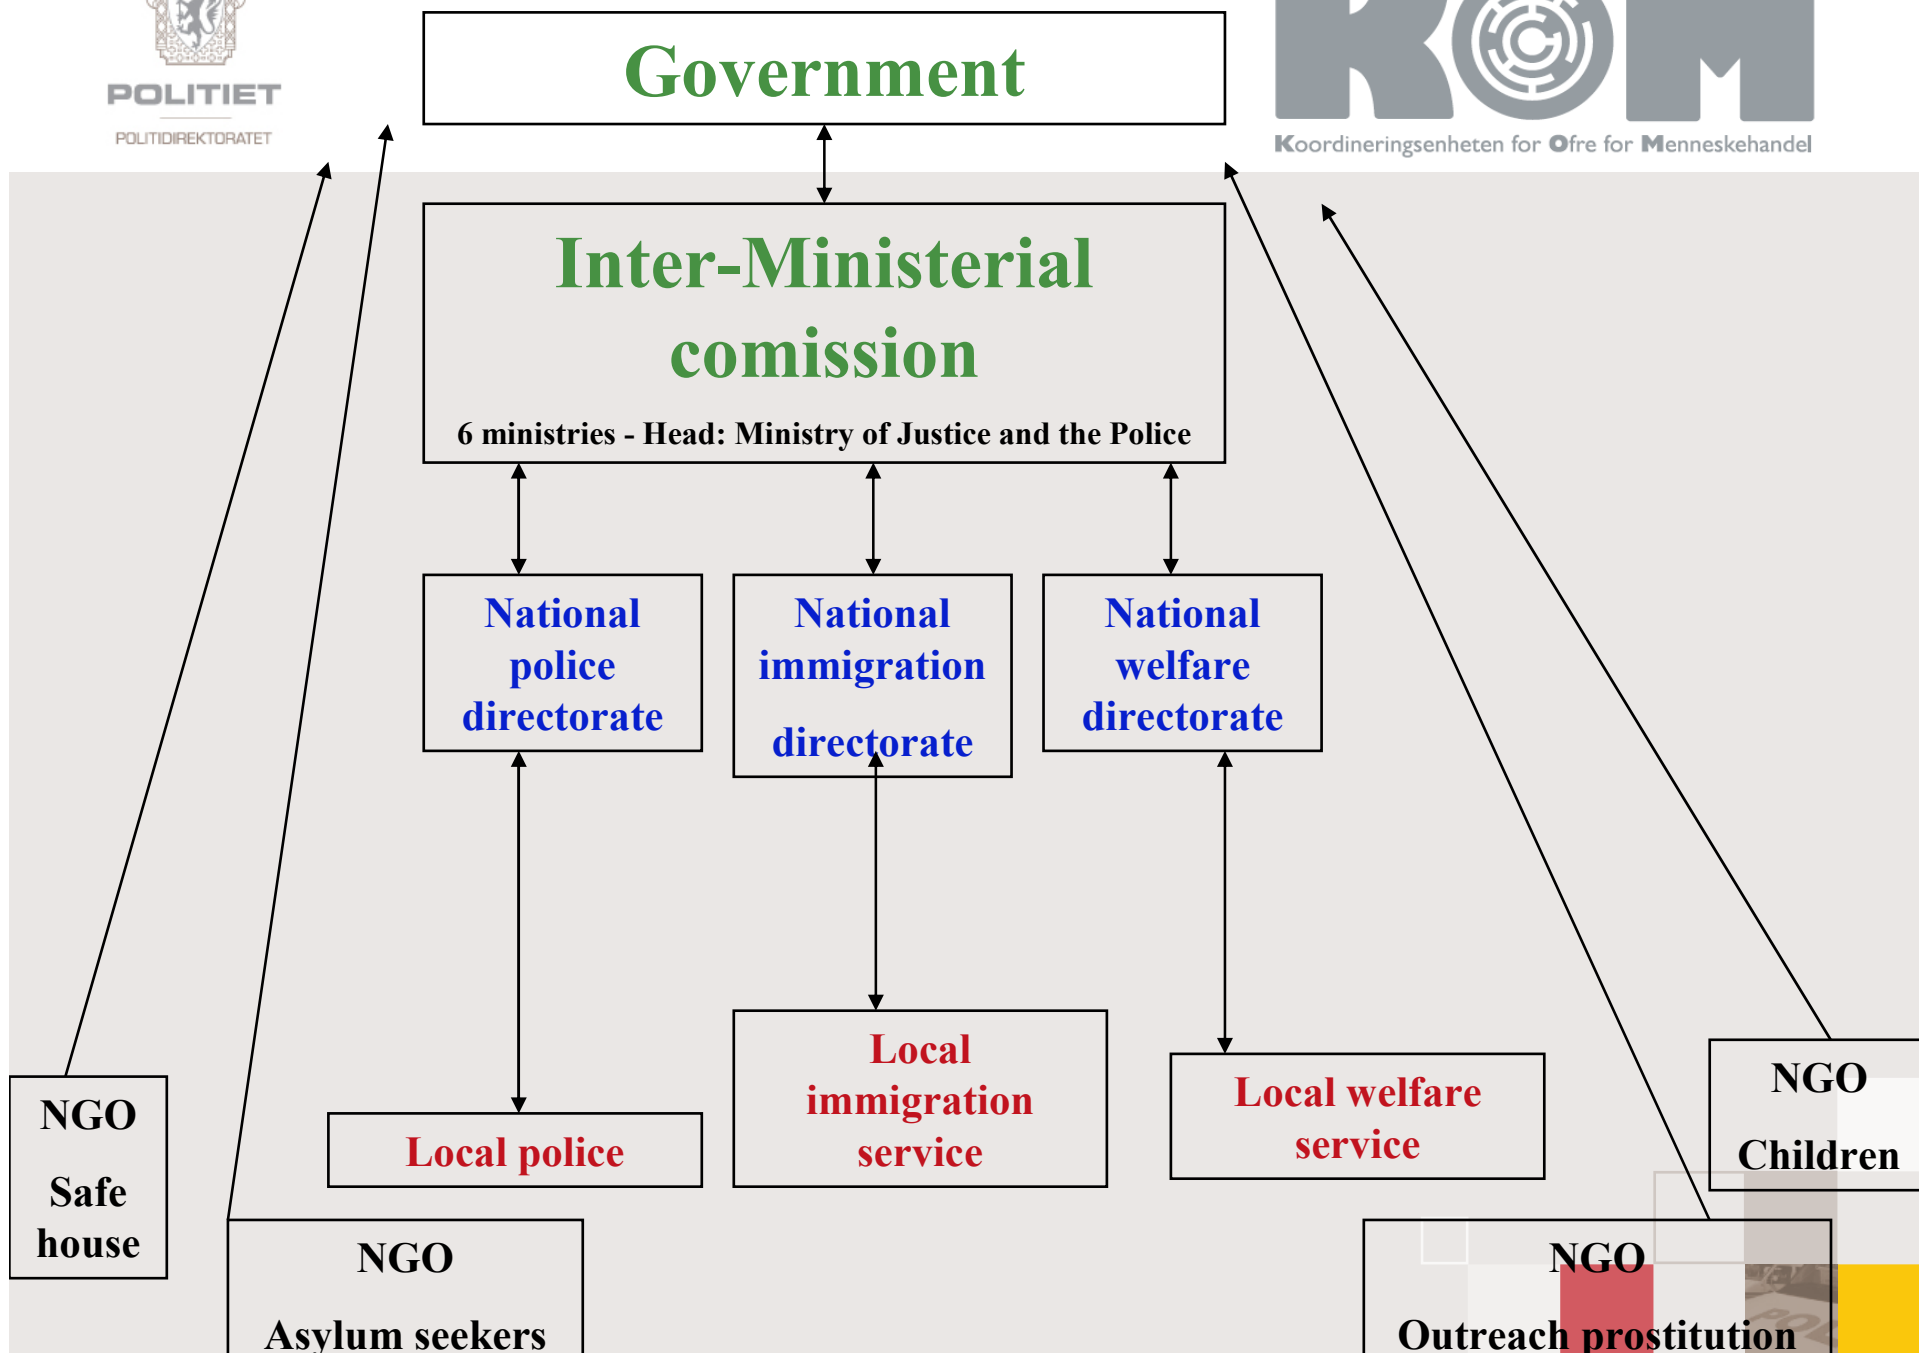 POLITIET
POLITIDIREKTORATET
KOM
Koordineringsenheten for Ofre for Menneskehandel
Government
Inter-Ministerial
comission
6 ministries - Head: Ministry of Justice and the Police
National
police
directorate
National
immigration
directorate
National
welfare
directorate
Local police
Local
immigration
service
Local welfare
service
NGO
Safe
house
NGO
Asylum seekers
NGO
Outreach prostitution
NGO
Children